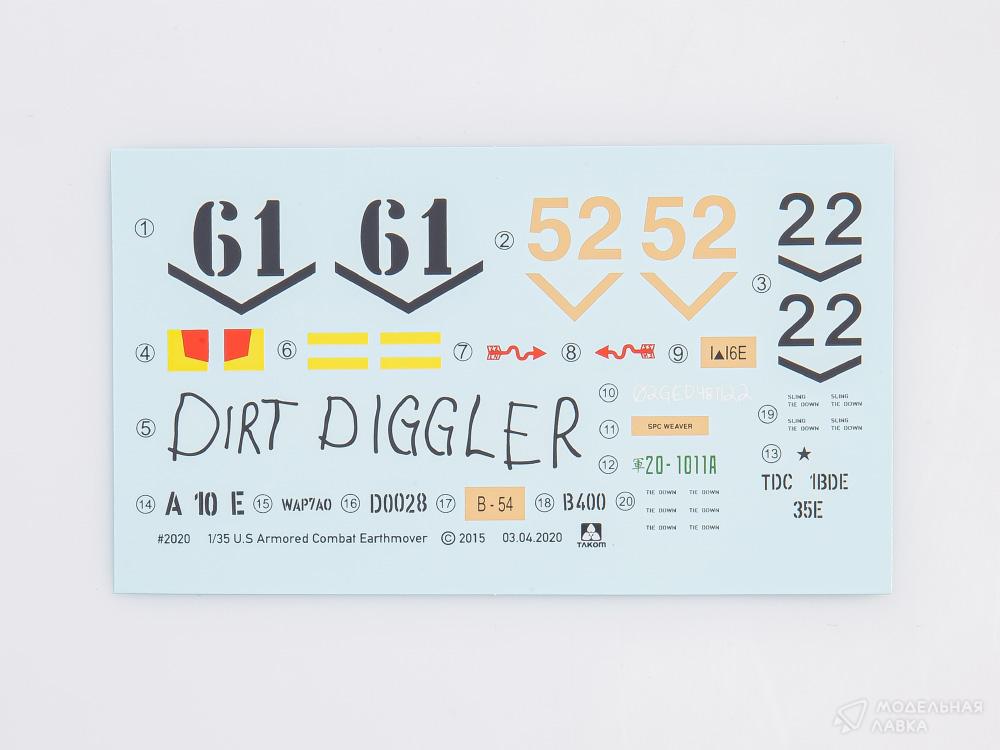 ① 61 61 ② 52 52 22
③
22
④ ⑥ ⑦ ⑧ ⑨ 1▲16E
⑤ DIRT DIGGLER
⑩
⑪ SPC WEAVER
⑫ 軍20-1011A
⑲ SLING SLING
TIE DOWN TIE DOWN
SLING SLING
TIE DOWN TIE DOWN
⑬ ★
TDC 1BDE
35E
⑭ A 10 E ⑮ WAP7A0 ⑯ D0028 ⑰ B-54 ⑱ B400 ⑳
TIE DOWN TIE DOWN
TIE DOWN TIE DOWN
TIE DOWN TIE DOWN
#2020 1/35 U.S Armored Combat Earthmover © 2015 03.04.2020 TAKOM
МОДЕЛЬНАЯ
ЛАВКА